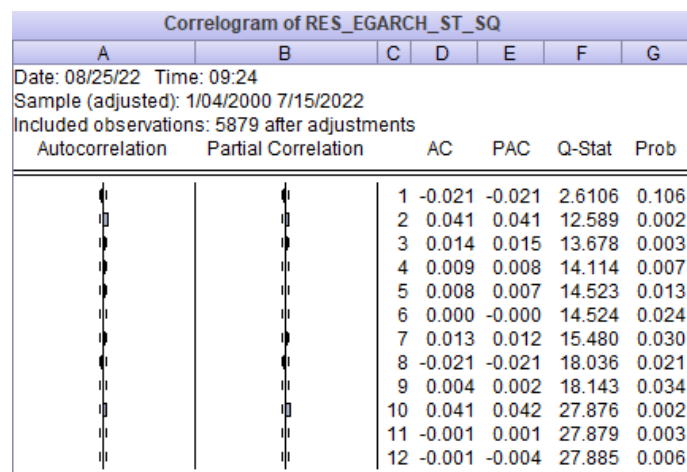 Correlogram of RES_EGARCH_ST_SQ
A B C D E F G
Date: 08/25/22 Time: 09:24
Sample (adjusted): 1/04/2000 7/15/2022
Included observations: 5879 after adjustments
Autocorrelation Partial Correlation AC PAC Q-Stat Prob
1 -0.021 -0.021 2.6106 0.106
2 0.041 0.041 12.589 0.002
3 0.014 0.015 13.678 0.003
4 0.009 0.008 14.114 0.007
5 0.008 0.007 14.523 0.013
6 0.000 -0.000 14.524 0.024
7 0.013 0.012 15.480 0.030
8 -0.021 -0.021 18.036 0.021
9 0.004 0.002 18.143 0.034
10 0.041 0.042 27.876 0.002
11 -0.001 0.001 27.879 0.003
12 -0.001 -0.004 27.885 0.006